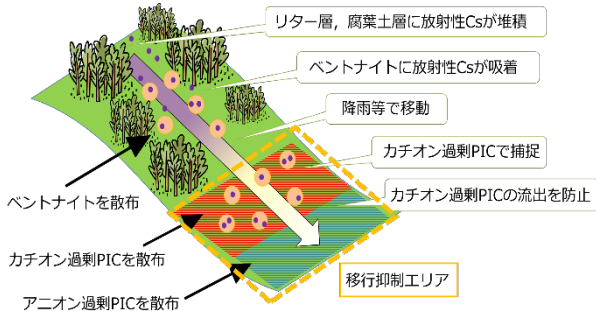 リター層，腐葉土層に放射性Csが堆積
ベントナイトに放射性Csが吸着
降雨等で移動
カチオン過剰PICで捕捉
カチオン過剰PICの流出を防止
ベントナイトを散布
カチオン過剰PICを散布
アニオン過剰PICを散布
移行抑制エリア